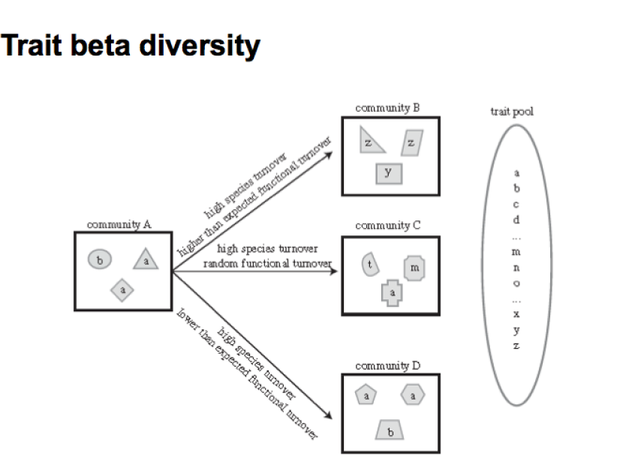 Trait beta diversity
community B
z
z
y
high species turnover
higher than expected functional turnover
community A
b
a
a
high species turnover
random functional turnover
community C
t
m
a
high species turnover
lower than expected functional turnover
community D
a
a
b
trait pool
a
b
c
d
...
m
n
o
...
x
y
z